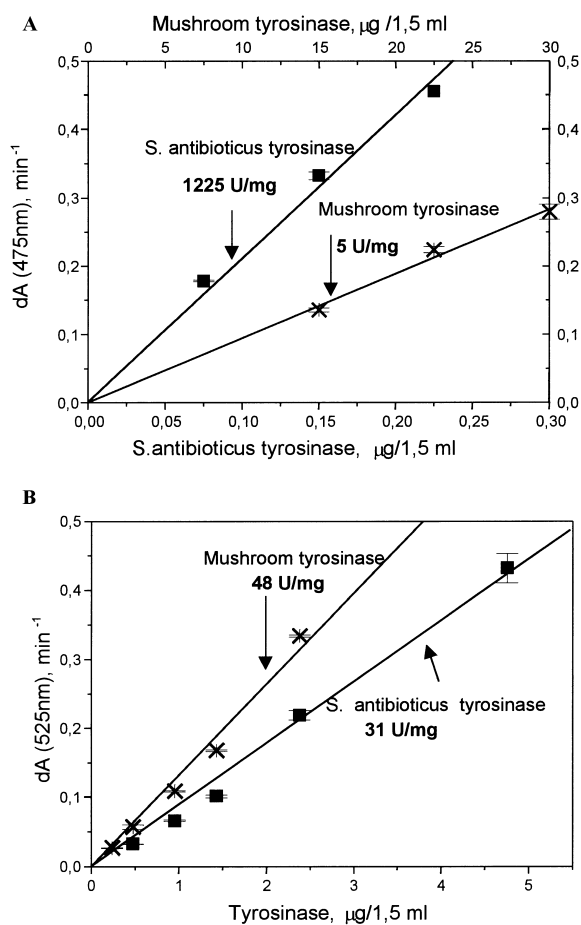 A
Mushroom tyrosinase, μg /1,5 ml
0 5 10 15 20 25 30
0,5 0,5
0,4 0,4
0,3 0,3
0,2 0,2
0,1 0,1
0,0 0,0
dA (475nm), min-1
S. antibioticus tyrosinase
1225 U/mg
Mushroom tyrosinase
5 U/mg
0,00 0,05 0,10 0,15 0,20 0,25 0,30
S.antibioticus tyrosinase, μg/1,5 ml
B
0,5
0,4
0,3
0,2
0,1
0,0
dA (525nm), min-1
Mushroom tyrosinase
48 U/mg
S. antibioticus tyrosinase
31 U/mg
0 1 2 3 4 5
Tyrosinase, μg/1,5 ml